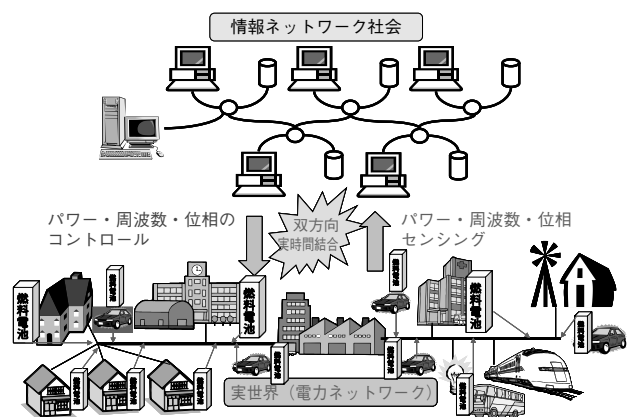 情報ネットワーク社会
パワー・周波数・位相の
コントロール
双方向
実時間結合
パワー・周波数・位相
センシング
燃料電池
燃料電池
燃料電池
燃料電池
燃料電池
燃料電池
燃料電池
燃料電池
燃料電池
燃料電池
燃料電池
燃料電池
燃料電池
実世界（電力ネットワーク）